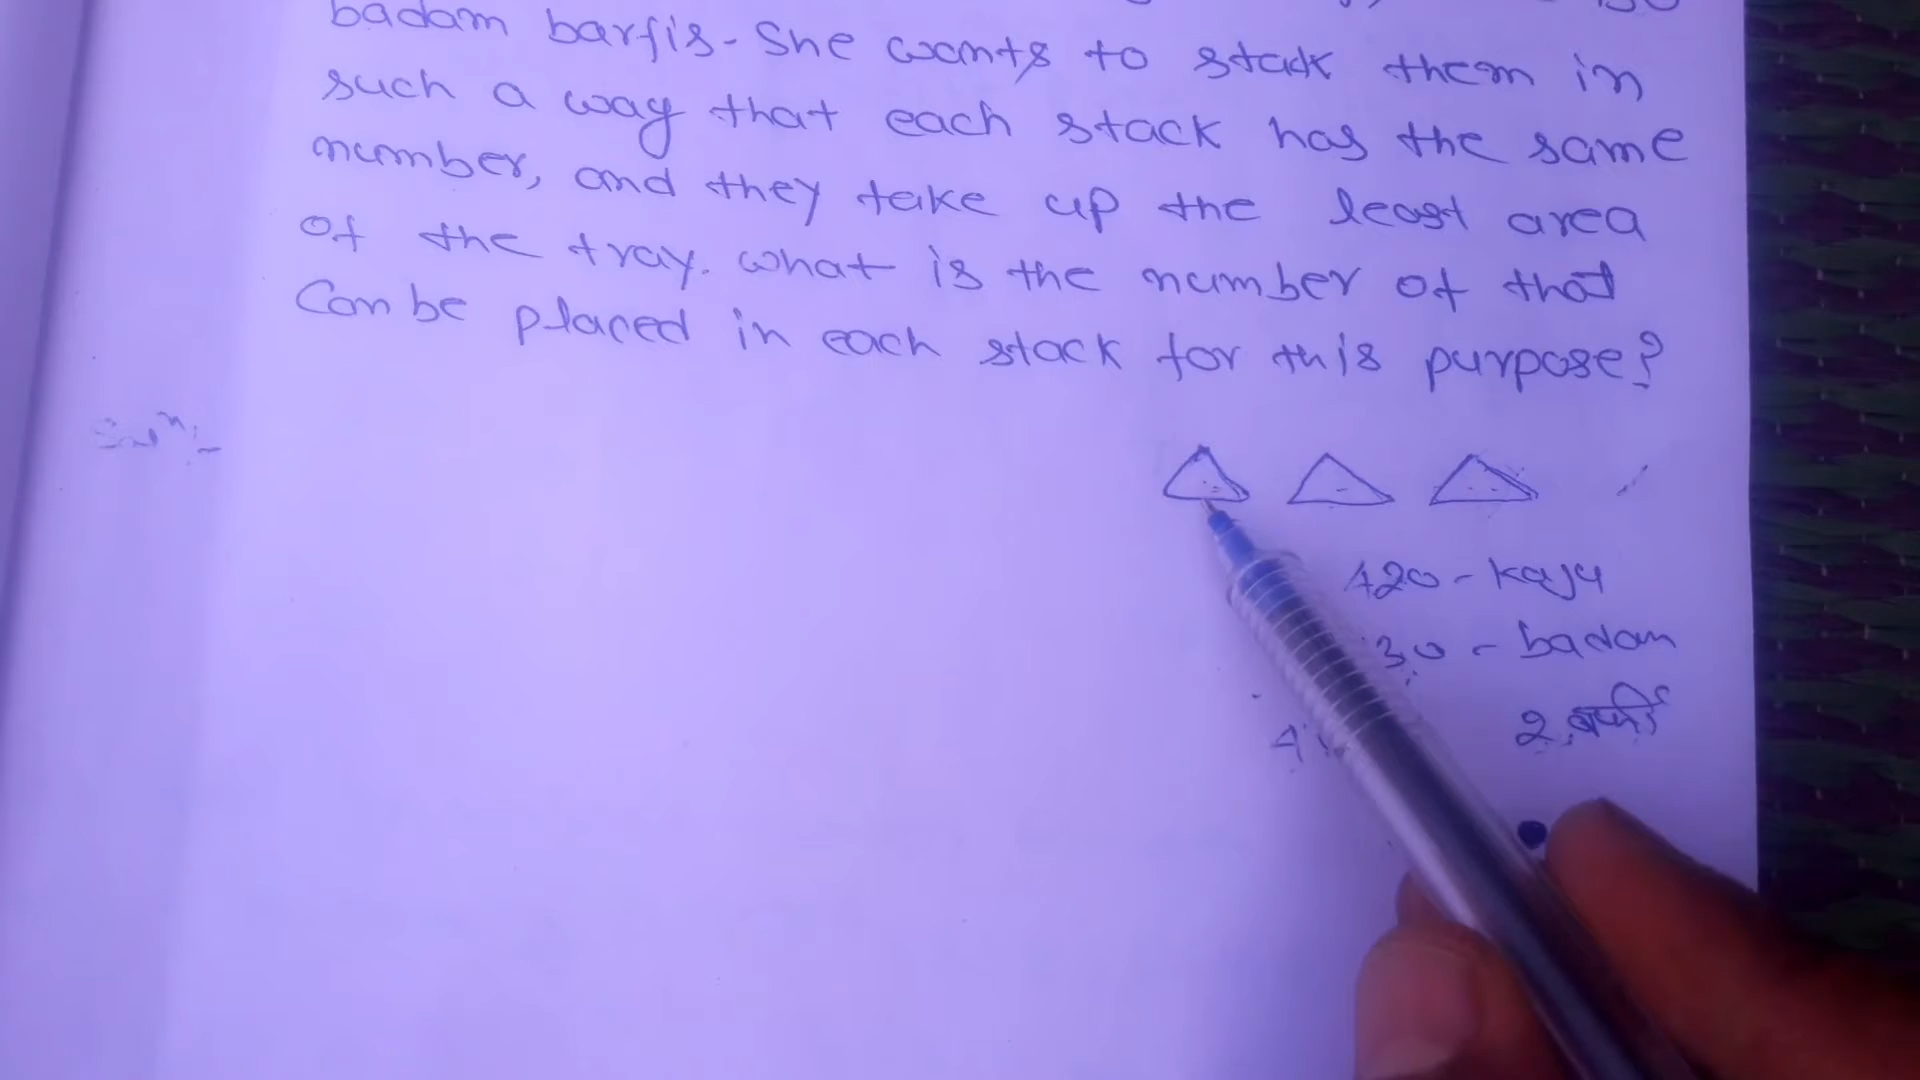 badam barfis - She wants to stack them in
such a way that each stack has the same
number, and they take up the least area
of the tray. what is the number of that
Can be placed in each stack for this purpose?
420 - kaju
30 - badam
2 बर्फी